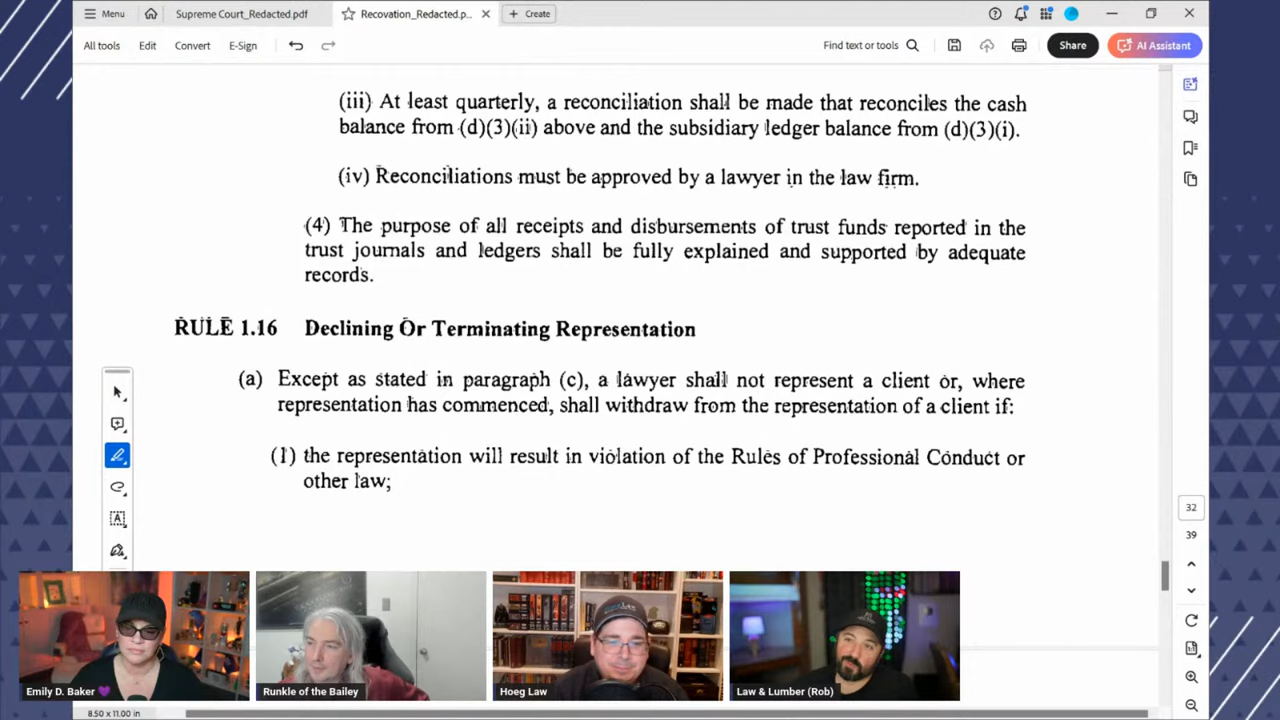 Menu
Supreme Court_Redacted.pdf
Recovation_Redacted.p...
Create
All tools
Edit
Convert
E-Sign
Find text or tools
Share
AI Assistant
(iii) At least quarterly, a reconciliation shall be made that reconciles the cash
balance from (d)(3)(ii) above and the subsidiary ledger balance from (d)(3)(i).
(iv) Reconciliations must be approved by a lawyer in the law firm.
(4) The purpose of all receipts and disbursements of trust funds reported in the
trust journals and ledgers shall be fully explained and supported by adequate
records.
RULE 1.16 Declining Or Terminating Representation
(a) Except as stated in paragraph (c), a lawyer shall not represent a client or, where
representation has commenced, shall withdraw from the representation of a client if:
(1) the representation will result in violation of the Rules of Professional Conduct or
other law;
32
39
Emily D. Baker 💜
Runkle of the Bailey
Hoeg Law
Law & Lumber (Rob)
8.50 x 11.00 in